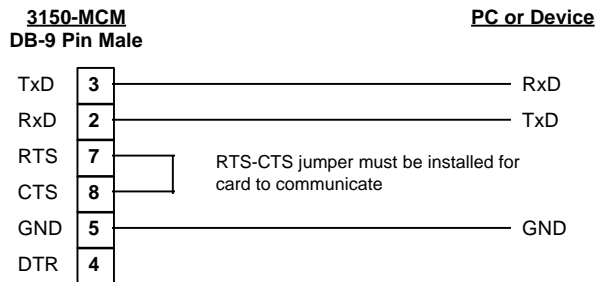 3150-MCM PC or Device
DB-9 Pin Male
TxD 3 RxD
RxD 2 TxD
RTS 7 RTS-CTS jumper must be installed for
CTS 8 card to communicate
GND 5 GND
DTR 4